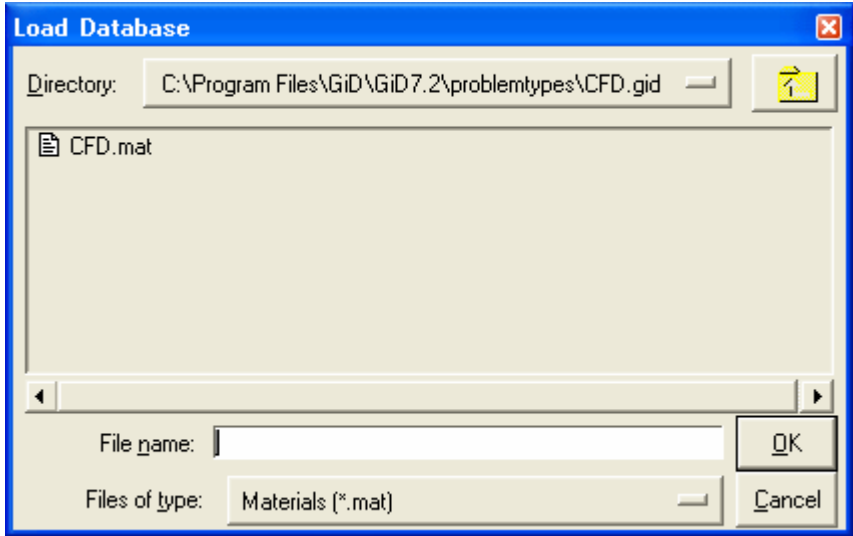 Load Database
Directory: C:\Program Files\GiD\GiD7.2\problemtypes\CFD.gid
CFD.mat
File name: OK
Files of type: Materials (*.mat) Cancel